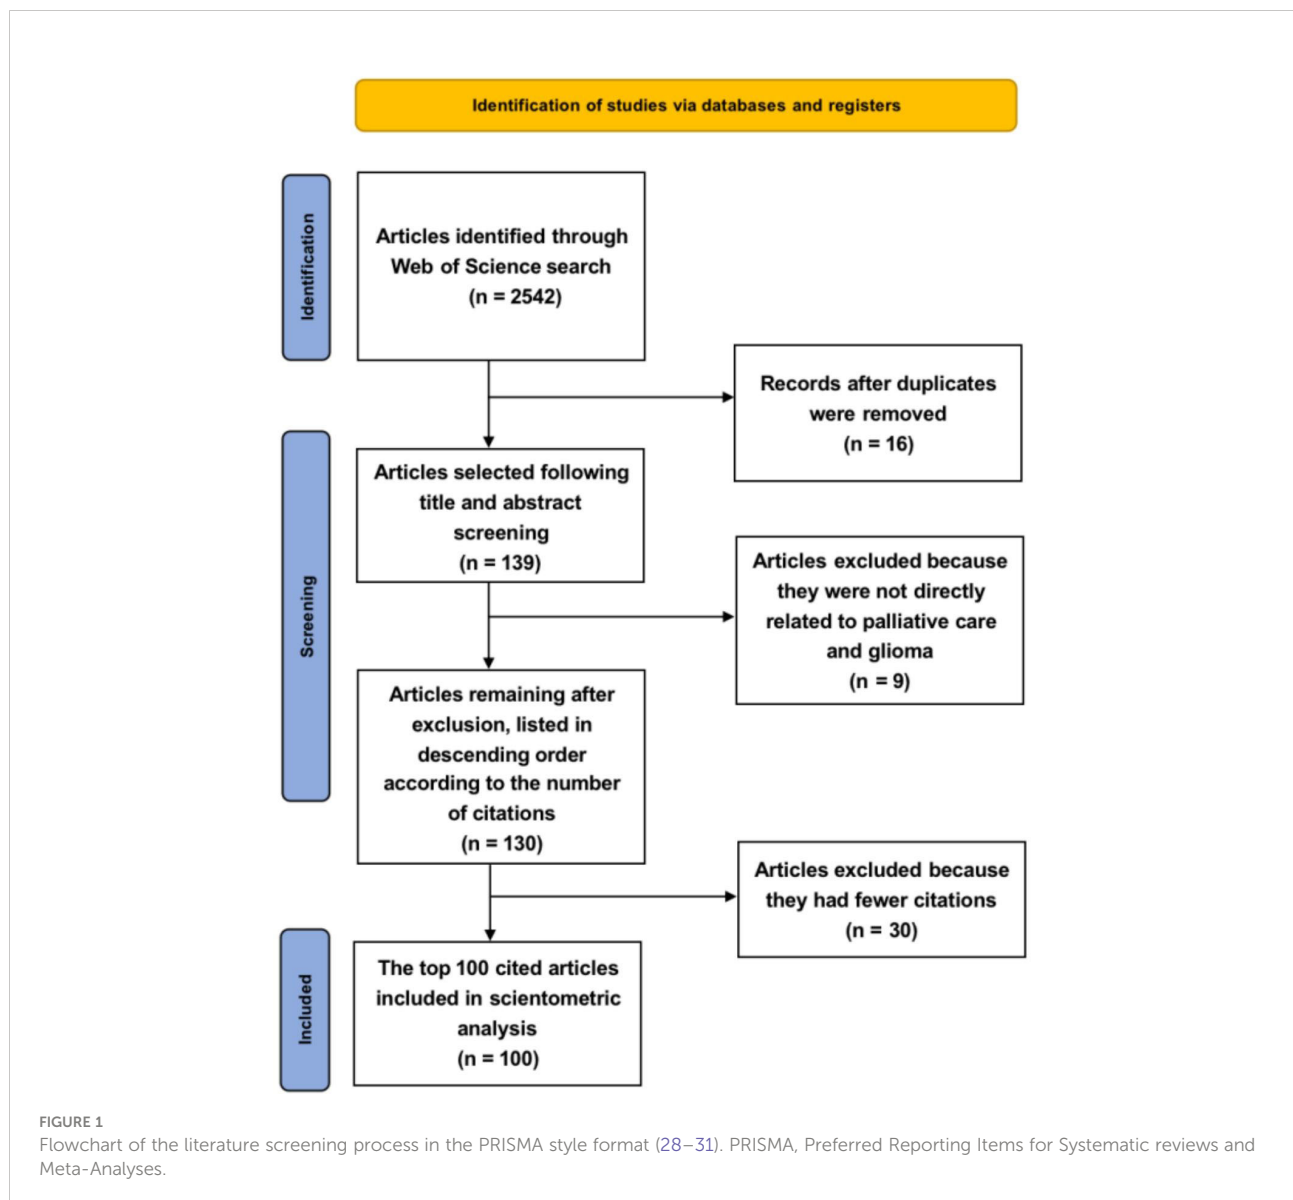 Identification of studies via databases and registers
Identification
Articles identified through
Web of Science search
(n = 2542)
Records after duplicates
were removed
(n = 16)
Screening
Articles selected following
title and abstract
screening
(n = 139)
Articles excluded because
they were not directly
related to palliative care
and glioma
(n = 9)
Articles remaining after
exclusion, listed in
descending order
according to the number
of citations
(n = 130)
Articles excluded because
they had fewer citations
(n = 30)
Included
The top 100 cited articles
included in scientometric
analysis
(n = 100)
FIGURE 1
Flowchart of the literature screening process in the PRISMA style format (28–31). PRISMA, Preferred Reporting Items for Systematic reviews and
Meta-Analyses.